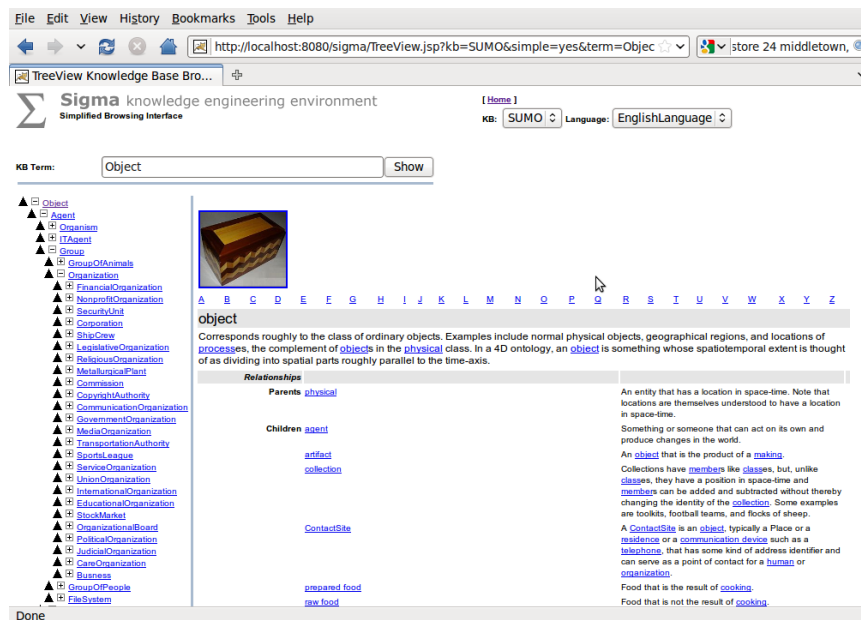 File Edit View History Bookmarks Tools Help
http://localhost:8080/sigma/TreeView.jsp?kb=SUMO&simple=yes&term=Objec
store 24 middletown,
TreeView Knowledge Base Bro...
Sigma knowledge engineering environment
Simplified Browsing Interface
[ Home ]
KB: SUMO Language: EnglishLanguage
KB Term: Object Show
Object
Agent
Organism
ITAgent
Group
GroupOfAnimals
Organization
FinancialOrganization
NonprofitOrganization
SecurityUnit
Corporation
ShipCrew
LegislativeOrganization
ReligiousOrganization
MetallurgicalPlant
Commission
CopyrightAuthority
CommunicationOrganization
GovernmentOrganization
MediaOrganization
TransportationAuthority
SportsLeague
ServiceOrganization
UnionOrganization
InternationalOrganization
EducationalOrganization
StockMarket
OrganizationalBoard
PoliticalOrganization
JudicialOrganization
CareOrganization
Busness
GroupOfPeople
FileSystem
A B C D E F G H I J K L M N O P Q R S T U V W X Y Z
object
Corresponds roughly to the class of ordinary objects. Examples include normal physical objects, geographical regions, and locations of
processes, the complement of objects in the physical class. In a 4D ontology, an object is something whose spatiotemporal extent is thought
of as dividing into spatial parts roughly parallel to the time-axis.
Relationships
Parents physical An entity that has a location in space-time. Note that
locations are themselves understood to have a location
in space-time.
Children agent Something or someone that can act on its own and
produce changes in the world.
artifact An object that is the product of a making.
collection Collections have members like classes, but, unlike
classes, they have a position in space-time and
members can be added and subtracted without thereby
changing the identity of the collection. Some examples
are toolkits, football teams, and flocks of sheep.
ContactSite A ContactSite is an object, typically a Place or a
residence or a communication device such as a
telephone, that has some kind of address identifier and
can serve as a point of contact for a human or
organization.
prepared food Food that is the result of cooking.
raw food Food that is not the result of cooking.
Done